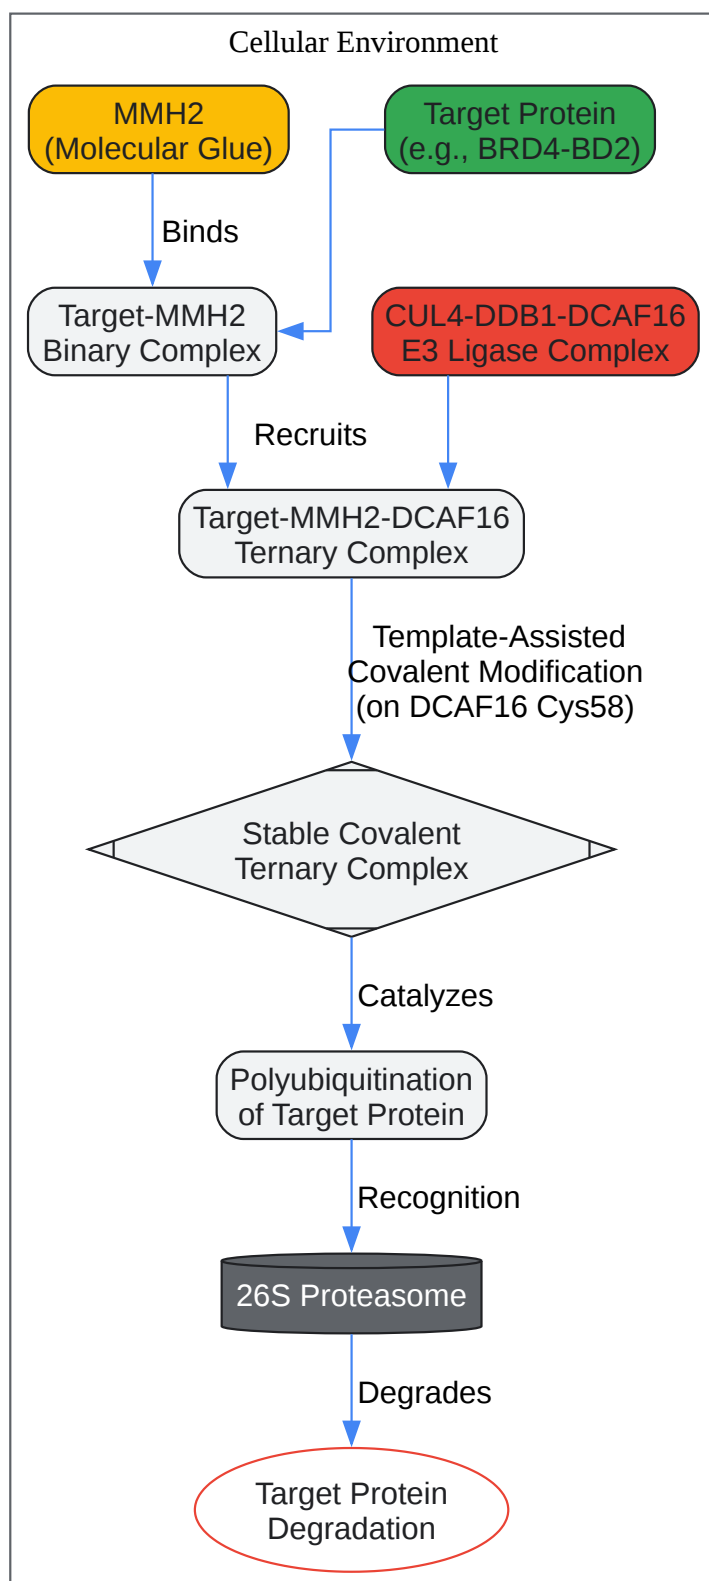 Cellular Environment
MMH2
(Molecular Glue)
Target Protein
(e.g., BRD4-BD2)
Binds
Target-MMH2
Binary Complex
CUL4-DDB1-DCAF16
E3 Ligase Complex
Recruits
Target-MMH2-DCAF16
Ternary Complex
Template-Assisted
Covalent Modification
(on DCAF16 Cys58)
Stable Covalent
Ternary Complex
Catalyzes
Polyubiquitination
of Target Protein
Recognition
26S Proteasome
Degrades
Target Protein
Degradation